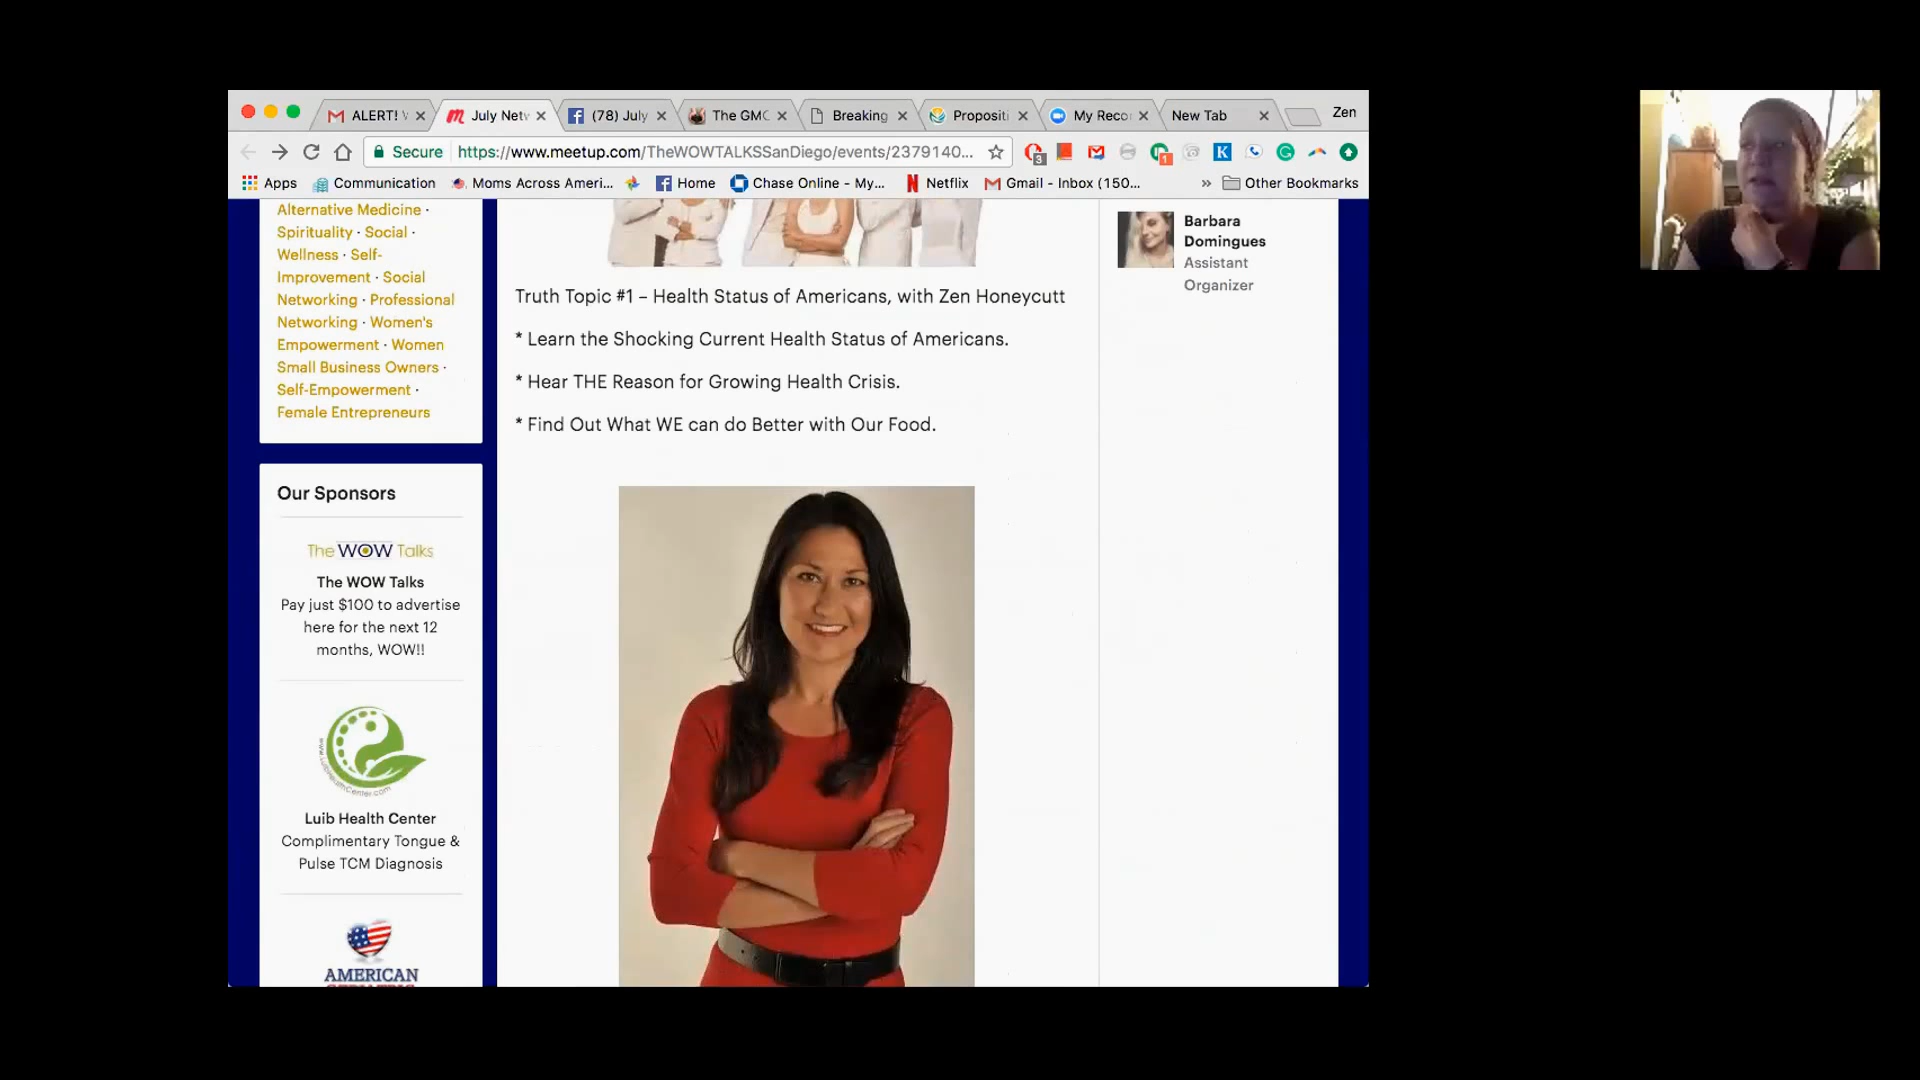 ALERT! V
July Netw
(78) July
The GMO
Breaking
Propositi
My Recor
New Tab
Zen
Secure
https://www.meetup.com/TheWOWTALKSSanDiego/events/2379140...
3
1
K
Apps
Communication
Moms Across Ameri...
Home
Chase Online - My...
Netflix
Gmail - Inbox (150...
»
Other Bookmarks
Alternative Medicine ·
Spirituality · Social ·
Wellness · Self-
Improvement · Social
Networking · Professional
Networking · Women's
Empowerment · Women
Small Business Owners ·
Self-Empowerment ·
Female Entrepreneurs
Our Sponsors
The WOW Talks
The WOW Talks
Pay just $100 to advertise
here for the next 12
months, WOW!!
Luib Health Center
Complimentary Tongue &
Pulse TCM Diagnosis
AMERICAN
Truth Topic #1 – Health Status of Americans, with Zen Honeycutt
* Learn the Shocking Current Health Status of Americans.
* Hear THE Reason for Growing Health Crisis.
* Find Out What WE can do Better with Our Food.
Barbara
Domingues
Assistant
Organizer